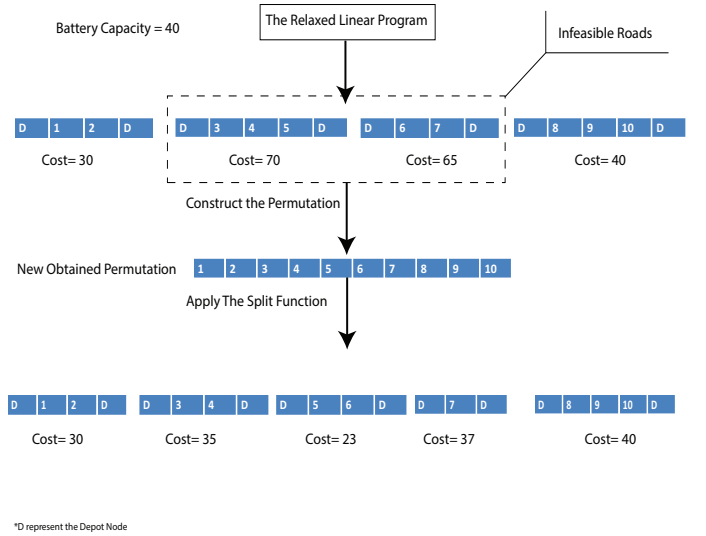 The Relaxed Linear Program
Battery Capacity = 40
Infeasible Roads
D 1 2 D
D 3 4 5 D
D 6 7 D
D 8 9 10 D
Cost= 30
Cost= 70
Cost= 65
Cost= 40
Construct the Permutation
New Obtained Permutation
1 2 3 4 5 6 7 8 9 10
Apply The Split Function
D 1 2 D
D 3 4 D
D 5 6 D
D 7 D
D 8 9 10 D
Cost= 30
Cost= 35
Cost= 23
Cost= 37
Cost= 40
*D represent the Depot Node